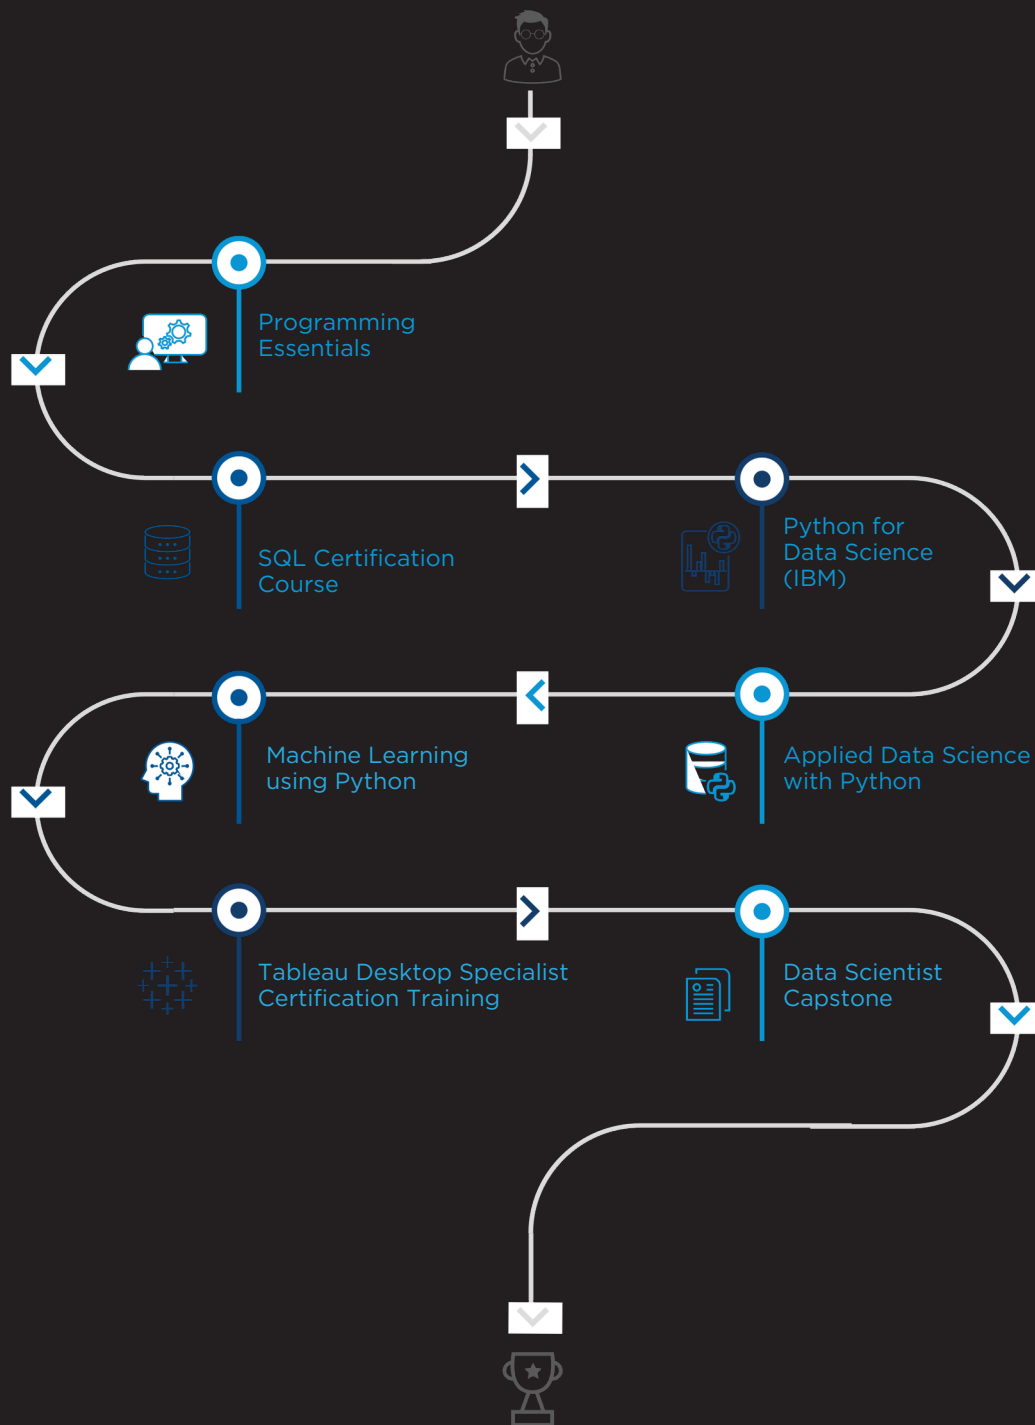 Programming
Essentials
SQL Certification
Course
Python for
Data Science
(IBM)
Applied Data Science
with Python
Machine Learning
using Python
Tableau Desktop Specialist
Certification Training
Data Scientist
Capstone